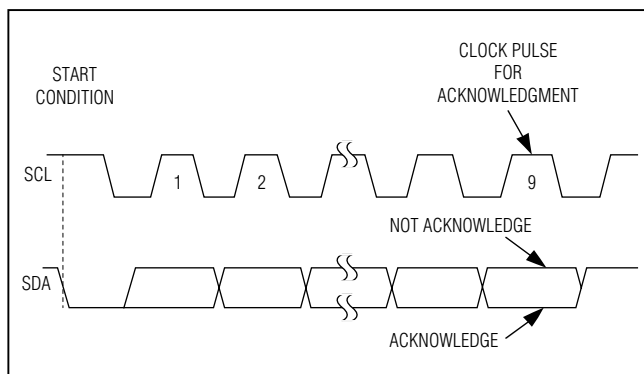 START
CONDITION
CLOCK PULSE
FOR
ACKNOWLEDGMENT
SCL
1
2
9
NOT ACKNOWLEDGE
SDA
ACKNOWLEDGE